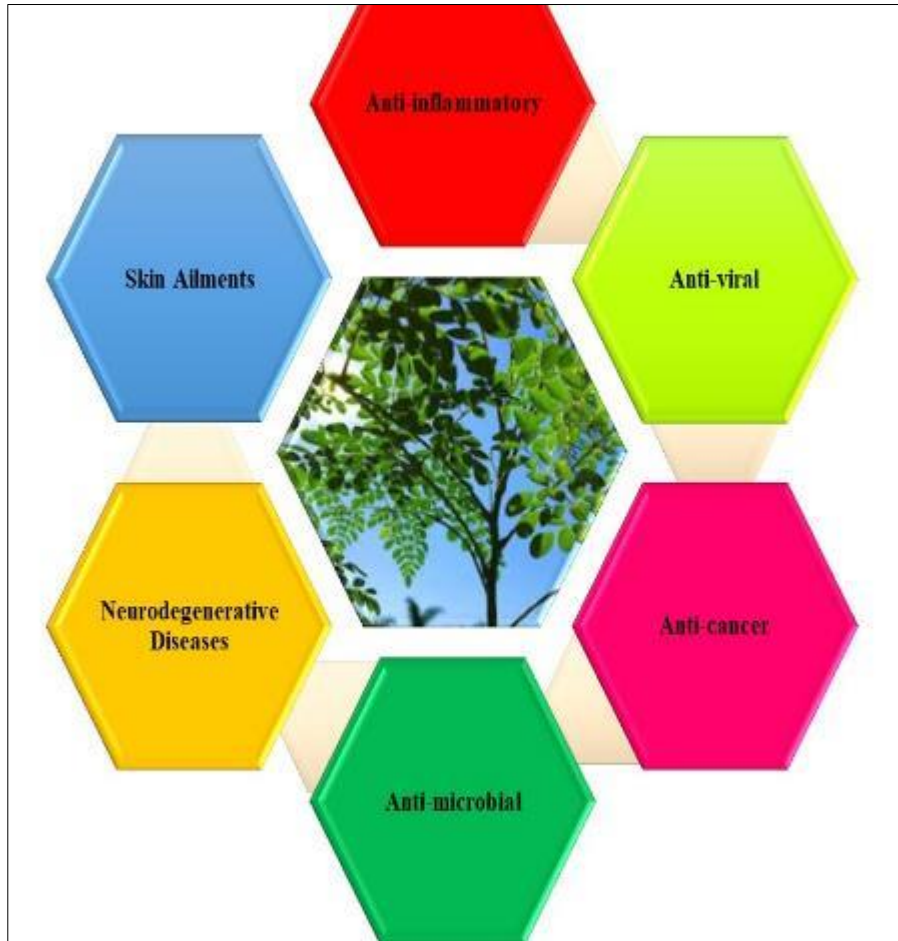 Anti-inflammatory
Anti-viral
Anti-cancer
Anti-microbial
Neurodegenerative
Diseases
Skin Ailments